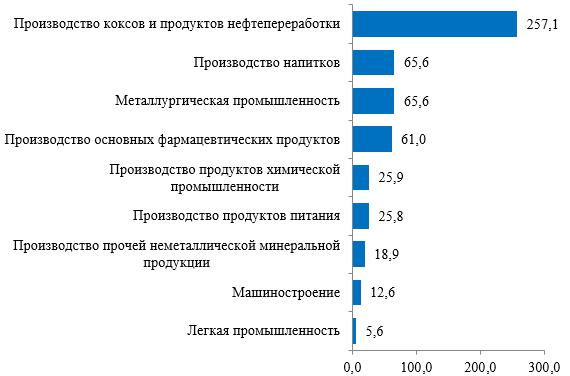 Производство коксов и продуктов нефтепереработки 257,1
Производство напитков 65,6
Металлургическая промышленность 65,6
Производство основных фармацевтических продуктов 61,0
Производство продуктов химической
промышленности 25,9
Производство продуктов питания 25,8
Производство прочей неметаллической минеральной
продукции 18,9
Машиностроение 12,6
Легкая промышленность 5,6
0,0 100,0 200,0 300,0